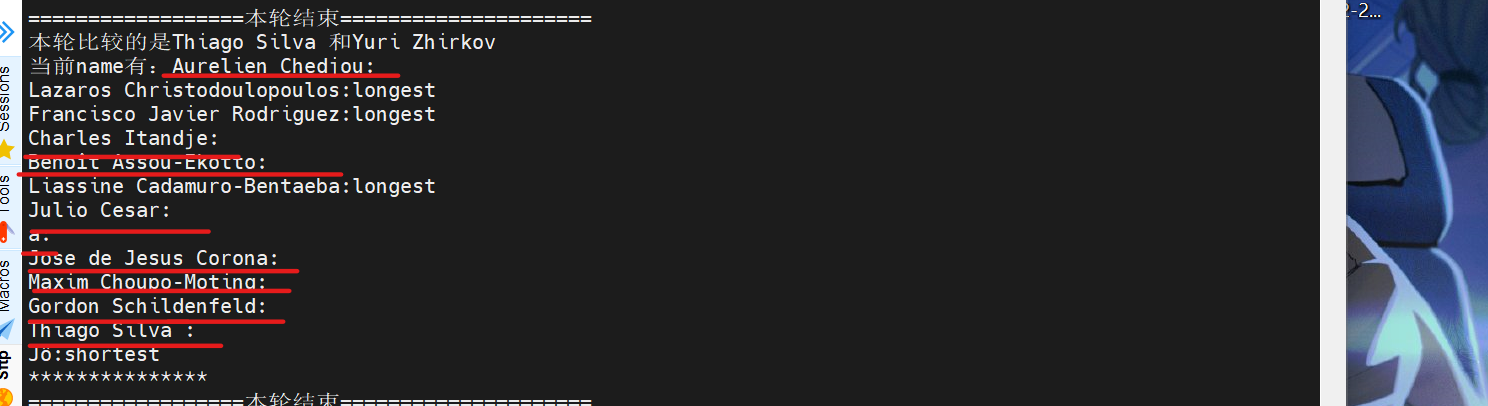 ==================本轮结束=====================
本轮比较的是Thiago Silva 和Yuri Zhirkov
当前name有：Aurelien Chedjou:
Lazaros Christodoulopoulos:longest
Francisco Javier Rodriguez:longest
Charles Itandje:
Benoit Assou-Ekotto:
Liassine Cadamuro-Bentaeba:longest
Julio Cesar:
a:
Jose de Jesus Corona:
Maxim Choupo-Moting:
Gordon Schildenfeld:
Thiago Silva :
Jö:shortest
***************
==================本轮结束=====================
Sessions
Tools
Macros
Sftp
2-2...